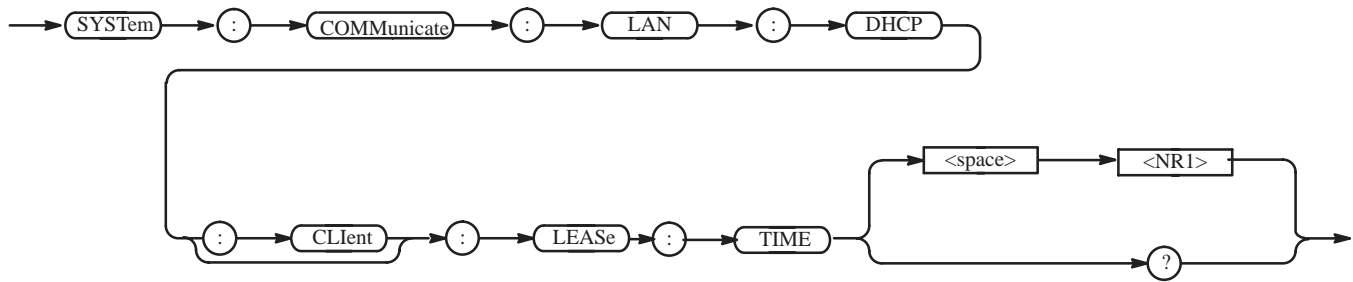 SYSTem : COMMunicate : LAN : DHCP
<space> <NR1>
: CLIent : LEASe : TIME
?